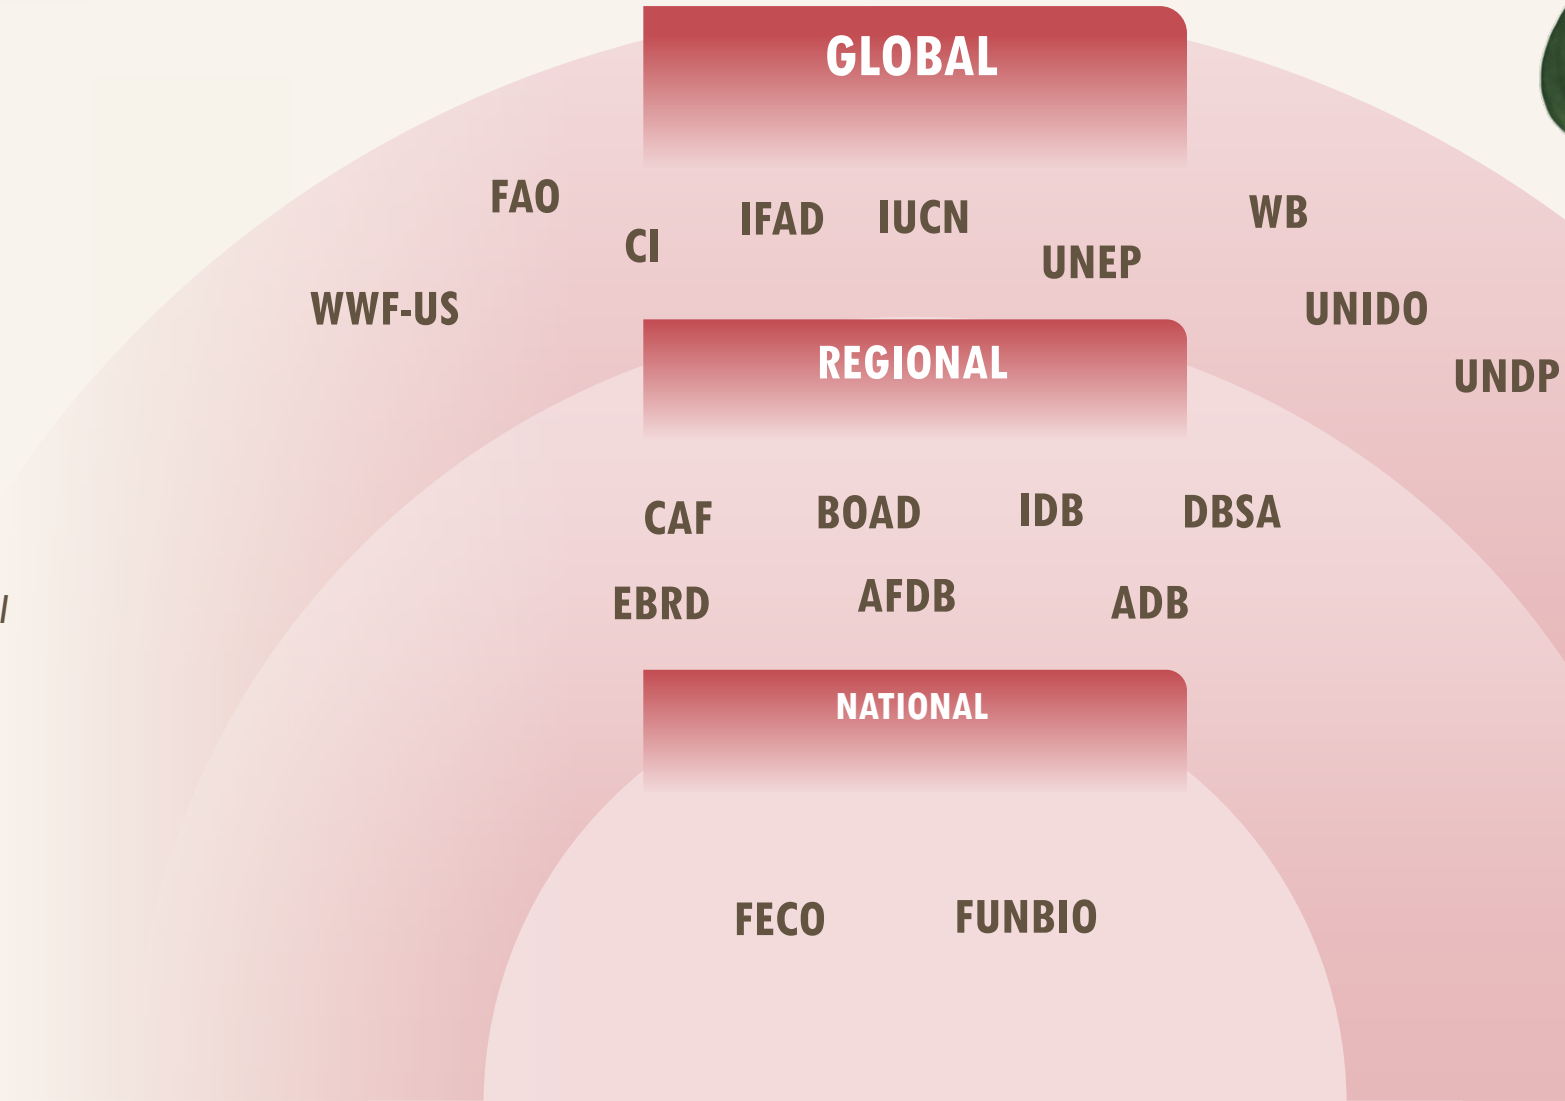 GLOBAL
FAO
CI
IFAD
IUCN
UNEP
WB
WWF-US
UNIDO
UNDP
REGIONAL
CAF
BOAD
IDB
DBSA
EBRD
AFDB
ADB
/
NATIONAL
FECO
FUNBIO